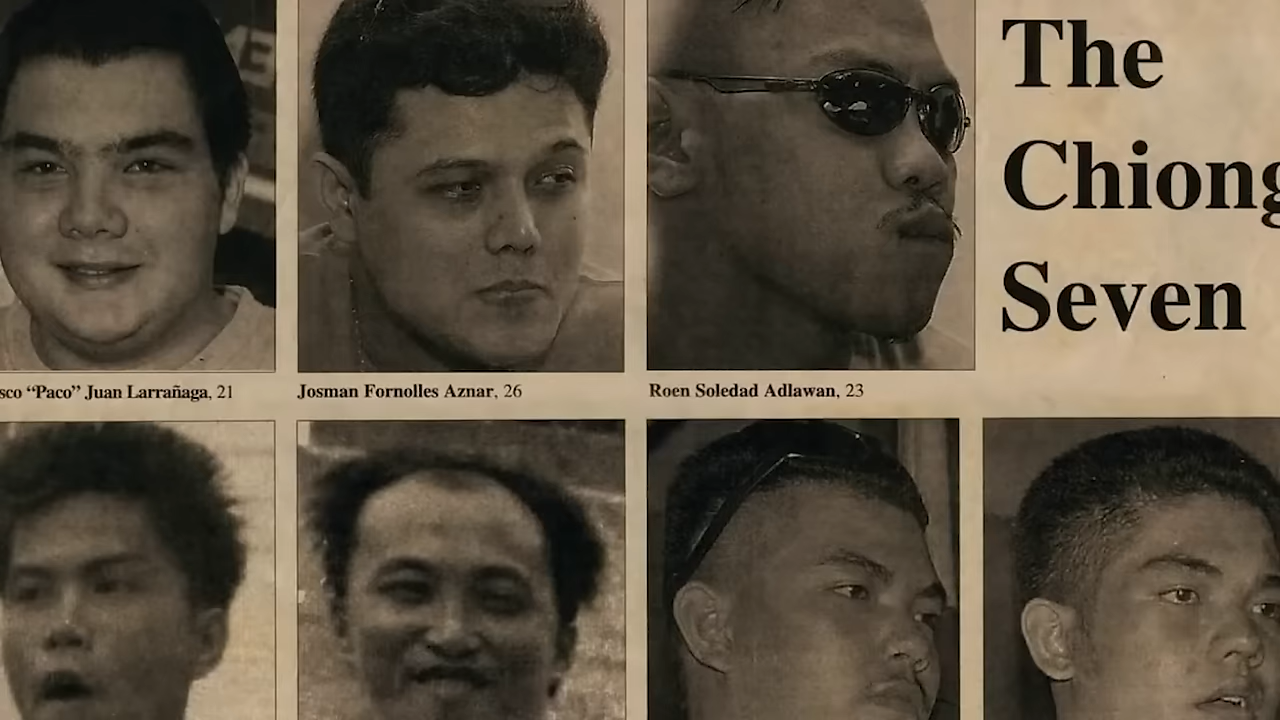 The
Chiong
Seven
sco “Paco” Juan Larrañaga, 21
Josman Fornolles Aznar, 26
Roen Soledad Adlawan, 23